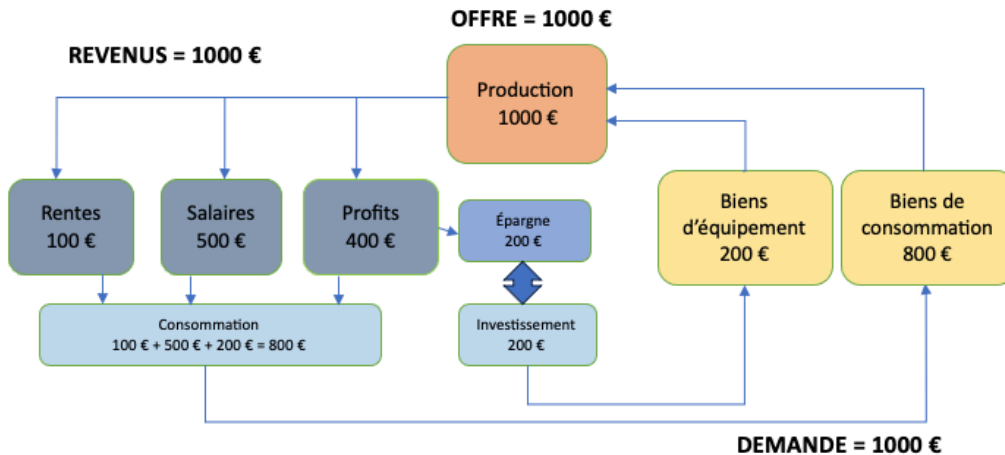 OFFRE = 1000 €
REVENUS = 1000 €
Production
1000 €
Rentes
100 €
Salaires
500 €
Profits
400 €
Épargne
200 €
Biens
d’équipement
200 €
Biens de
consommation
800 €
Consommation
100 € + 500 € + 200 € = 800 €
Investissement
200 €
DEMANDE = 1000 €